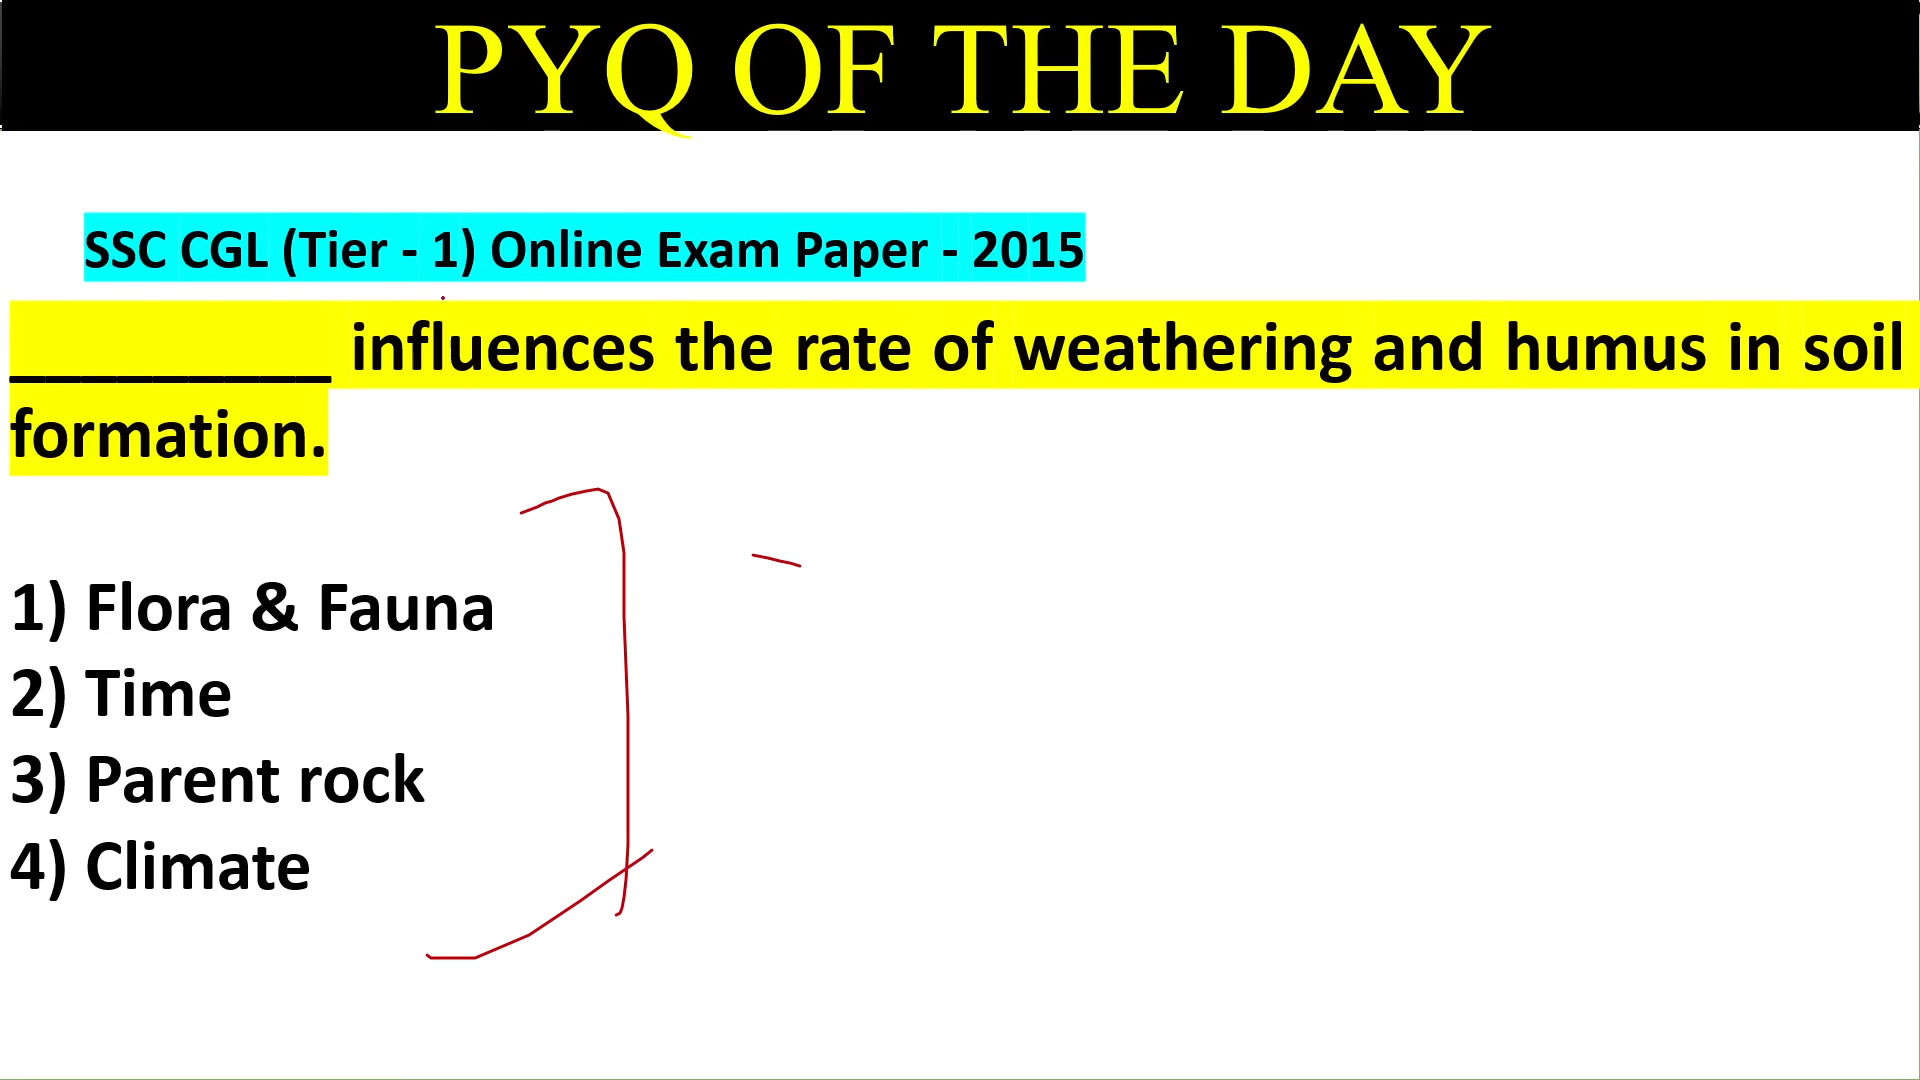 PYQ OF THE DAY
SSC CGL (Tier - 1) Online Exam Paper - 2015
_________ influences the rate of weathering and humus in soil
formation.
1) Flora & Fauna
2) Time
3) Parent rock
4) Climate